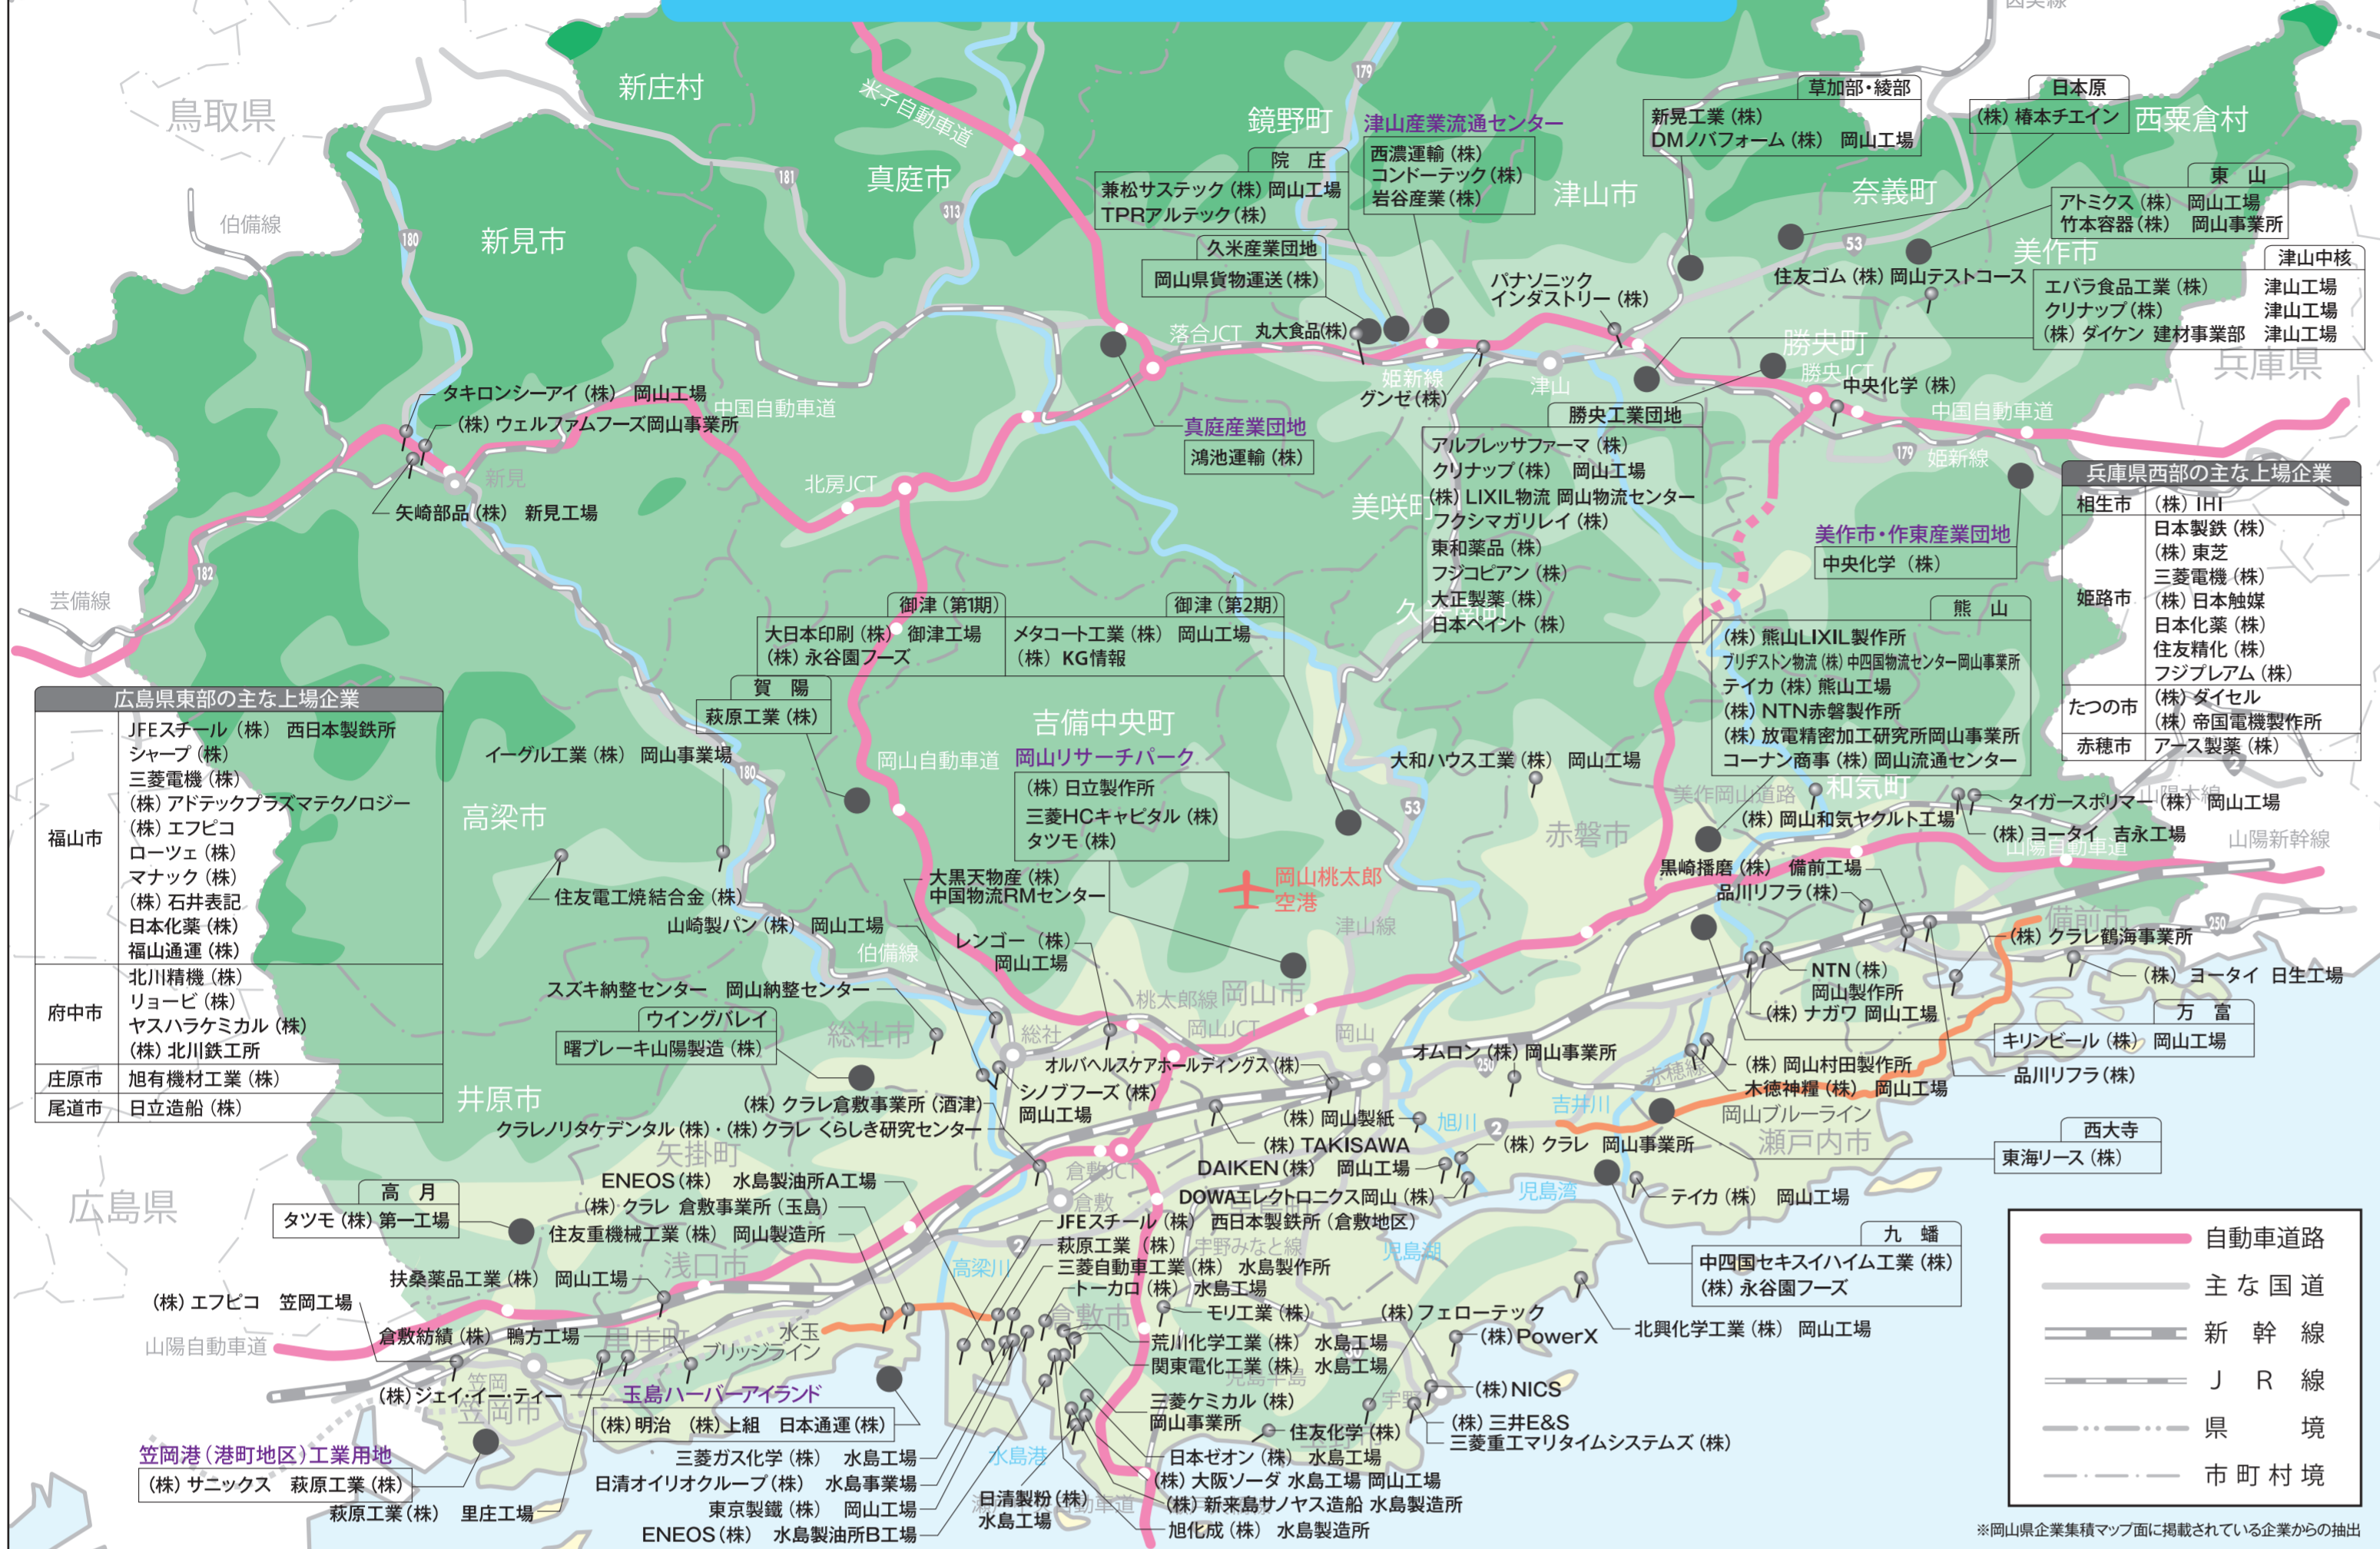 因美線
鳥取県
新庄村
米子自動車道
179
鏡野町
津山産業流通センター
西濃運輸（株）
コンドーテック（株）
岩谷産業（株）
草加部・綾部
新晃工業（株）
DMノバフォーム（株）　岡山工場
日本原
（株）椿本チエイン
西粟倉村
181
真庭市
313
院　庄
兼松サステック（株）岡山工場
TPRアルテック（株）
津山市
奈義町
東　山
アトミクス（株）　岡山工場
竹本容器（株）　岡山事業所
伯備線
180
新見市
久米産業団地
岡山県貨物運送（株）
パナソニック
インダストリー（株）
53
美作市
住友ゴム（株）岡山テストコース
津山中核
エバラ食品工業（株）　津山工場
クリナップ（株）　津山工場
（株）ダイケン 建材事業部　津山工場
落合JCT
丸大食品（株）
姫新線
グンゼ（株）
津山
勝央町
勝央JCT
中央化学（株）
兵庫県
中国自動車道
179
姫新線
タキロンシーアイ（株）　岡山工場
（株）ウェルファムフーズ岡山事業所
中国自動車道
新見
矢崎部品（株）　新見工場
北房JCT
真庭産業団地
鴻池運輸（株）
勝央工業団地
アルフレッサファーマ（株）
クリナップ（株）　岡山工場
（株）LIXIL物流 岡山物流センター
フクシマガリレイ（株）
東和薬品（株）
フジコピアン（株）
大正製薬（株）
日本ペイント（株）
美咲町
久米南町
美作市・作東産業団地
中央化学（株）
兵庫県西部の主な上場企業
相生市
（株）IHI
姫路市
日本製鉄（株）
（株）東芝
三菱電機（株）
（株）日本触媒
日本化薬（株）
住友精化（株）
フジプレアム（株）
たつの市
（株）ダイセル
（株）帝国電機製作所
赤穂市
アース製薬（株）
182
芸備線
御津（第1期）
大日本印刷（株）　御津工場
（株）永谷園フーズ
御津（第2期）
メタコート工業（株）　岡山工場
（株）KG情報
熊　山
（株）熊山LIXIL製作所
ブリヂストン物流（株）中四国物流センター岡山事業所
テイカ（株）熊山工場
（株）NTN赤磐製作所
（株）放電精密加工研究所岡山事業所
コーナン商事（株）岡山流通センター
広島県東部の主な上場企業
福山市
JFEスチール（株）　西日本製鉄所
シャープ（株）
三菱電機（株）
（株）アドテックプラズマテクノロジー
（株）エフピコ
ローツェ（株）
マナック（株）
（株）石井表記
日本化薬（株）
福山通運（株）
府中市
北川精機（株）
リョービ（株）
ヤスハラケミカル（株）
（株）北川鉄工所
庄原市
旭有機材工業（株）
尾道市
日立造船（株）
賀　陽
萩原工業（株）
吉備中央町
イーグル工業（株）　岡山事業場
180
岡山自動車道
岡山リサーチパーク
（株）日立製作所
三菱HCキャピタル（株）
タツモ（株）
大和ハウス工業（株）　岡山工場
53
美作岡山道路
和気町
（株）岡山和気ヤクルト工場
2
山陽本線
タイガースポリマー（株）　岡山工場
（株）ヨータイ　吉永工場
山陽自動車道
山陽新幹線
高梁市
赤磐市
住友電工焼結合金（株）
大黒天物産（株）
中国物流RMセンター
岡山桃太郎
空港
黒崎播磨（株）　備前工場
品川リフラ（株）
山崎製パン（株）　岡山工場
伯備線
レンゴー（株）
岡山工場
津山線
備前市
250
（株）クラレ鶴海事業所
（株）ヨータイ　日生工場
NTN（株）
岡山製作所
（株）ナガワ 岡山工場
スズキ納整センター　岡山納整センター
ウイングバレイ
曙ブレーキ山陽製造（株）
総社市
総社
桃太郎線
岡山市
岡山JCT
岡山
万　富
キリンビール（株）　岡山工場
オルバヘルスケアホールディングス（株）
オムロン（株）岡山事業所
250
赤穂線
（株）岡山村田製作所
木徳神糧（株）　岡山工場
品川リフラ（株）
井原市
シノブフーズ（株）
岡山工場
（株）クラレ倉敷事業所（酒津）
クラレノリタケデンタル（株）・（株）クラレ くらしき研究センター
（株）岡山製紙
（株）TAKISAWA
旭川
2
吉井川
岡山ブルーライン
瀬戸内市
西大寺
東海リース（株）
矢掛町
倉敷JCT
倉敷
DAIKEN（株）　岡山工場
（株）クラレ　岡山事業所
DOWAエレクトロニクス岡山（株）
児島湾
テイカ（株）　岡山工場
広島県
高　月
タツモ（株）第一工場
ENEOS（株）　水島製油所A工場
（株）クラレ 倉敷事業所（玉島）
住友重機械工業（株）　岡山製造所
2
高梁川
浅口市
扶桑薬品工業（株）　岡山工場
JFEスチール（株）　西日本製鉄所（倉敷地区）
萩原工業（株）
宇野みなと線
児島湖
三菱自動車工業（株）　水島製作所
トーカロ（株）　水島工場
九　蟠
中四国セキスイハイム工業（株）
（株）永谷園フーズ
（株）エフピコ　笠岡工場
倉敷紡績（株）　鴨方工場
里庄町
水玉
ブリッジライン
倉敷市
モリ工業（株）
（株）フェローテック
（株）PowerX
北興化学工業（株）　岡山工場
山陽自動車道
荒川化学工業（株）　水島工場
関東電化工業（株）　水島工場
児島半島
笠岡
（株）ジェイ・イー・ティー
笠岡市
玉島ハーバーアイランド
（株）明治　（株）上組　日本通運（株）
三菱ケミカル（株）
岡山事業所
宇野
（株）NICS
（株）三井E&S
三菱重工マリタイムシステムズ（株）
住友化学（株）
玉野市
笠岡港（港町地区）工業用地
（株）サニックス　萩原工業（株）
萩原工業（株）　里庄工場
三菱ガス化学（株）　水島工場
日清オイリオグループ（株）　水島事業場
東京製鐵（株）　岡山工場
ENEOS（株）　水島製油所B工場
水島港
日清製粉（株）
水島工場
日本ゼオン（株）　水島工場
（株）大阪ソーダ 水島工場 岡山工場
（株）新来島サノヤス造船 水島製造所
旭化成（株）　水島製造所
自動車道路
主な国道
新幹線
JR線
県境
市町村境
※岡山県企業集積マップ面に掲載されている企業からの抽出